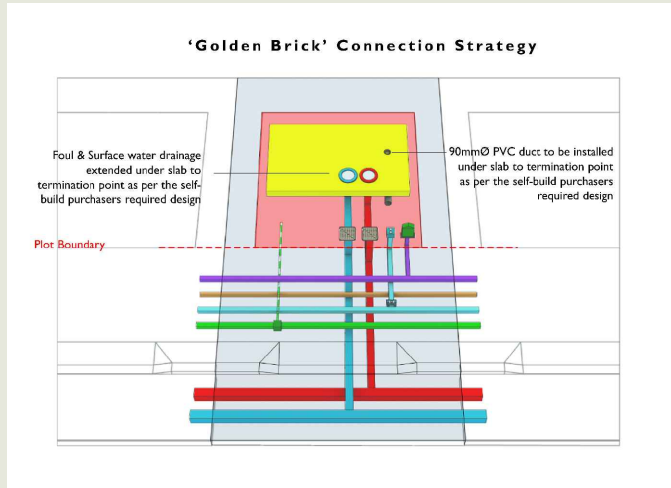 ‘Golden Brick’ Connection Strategy
Foul & Surface water drainage
extended under slab to
termination point as per the self-
build purchasers required design
90mmØ PVC duct to be installed
under slab to termination point
as per the self-build purchasers
required design
Plot Boundary